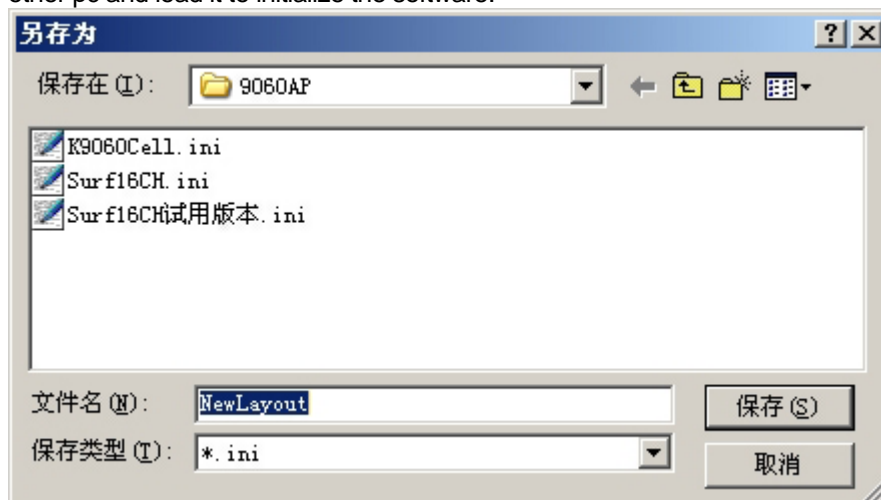 other pc and load it to initialize the software.
另存为
保存在(I): 9060AP
K9060Cell.ini
Surf16CH.ini
Surf16CH试用版本.ini
文件名(N): NewLayout 保存(S)
保存类型(T): *.ini 取消